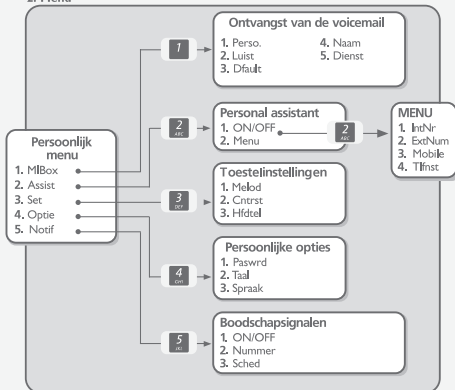 2. Menu
Persoonlijk
menu
1. MlBox
2. Assist
3. Set
4. Optie
5. Notif
1
Ontvangst van de voicemail
1. Perso.
2. Luist
3. Dfault
4. Naam
5. Dienst
2
ABC
Personal assistant
1. ON/OFF
2. Menu
2
ABC
MENU
1. IntNr
2. ExtNum
3. Mobile
4. Tlfnst
3
DEF
Toestelinstellingen
1. Melod
2. Cntrst
3. Hfdtel
4
GHI
Persoonlijke opties
1. Paswrd
2. Taal
3. Spraak
5
JKL
Boodschapsignalen
1. ON/OFF
2. Nummer
3. Sched